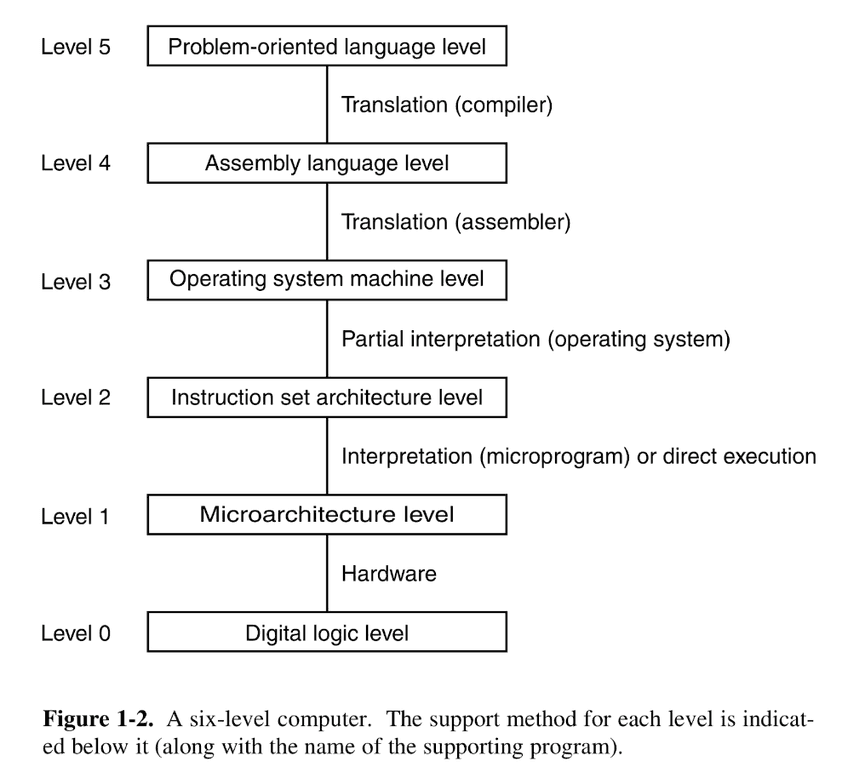 Level 5 Problem-oriented language level
Translation (compiler)
Level 4 Assembly language level
Translation (assembler)
Level 3 Operating system machine level
Partial interpretation (operating system)
Level 2 Instruction set architecture level
Interpretation (microprogram) or direct execution
Level 1 Microarchitecture level
Hardware
Level 0 Digital logic level
Figure 1-2. A six-level computer. The support method for each level is indicat-
ed below it (along with the name of the supporting program).